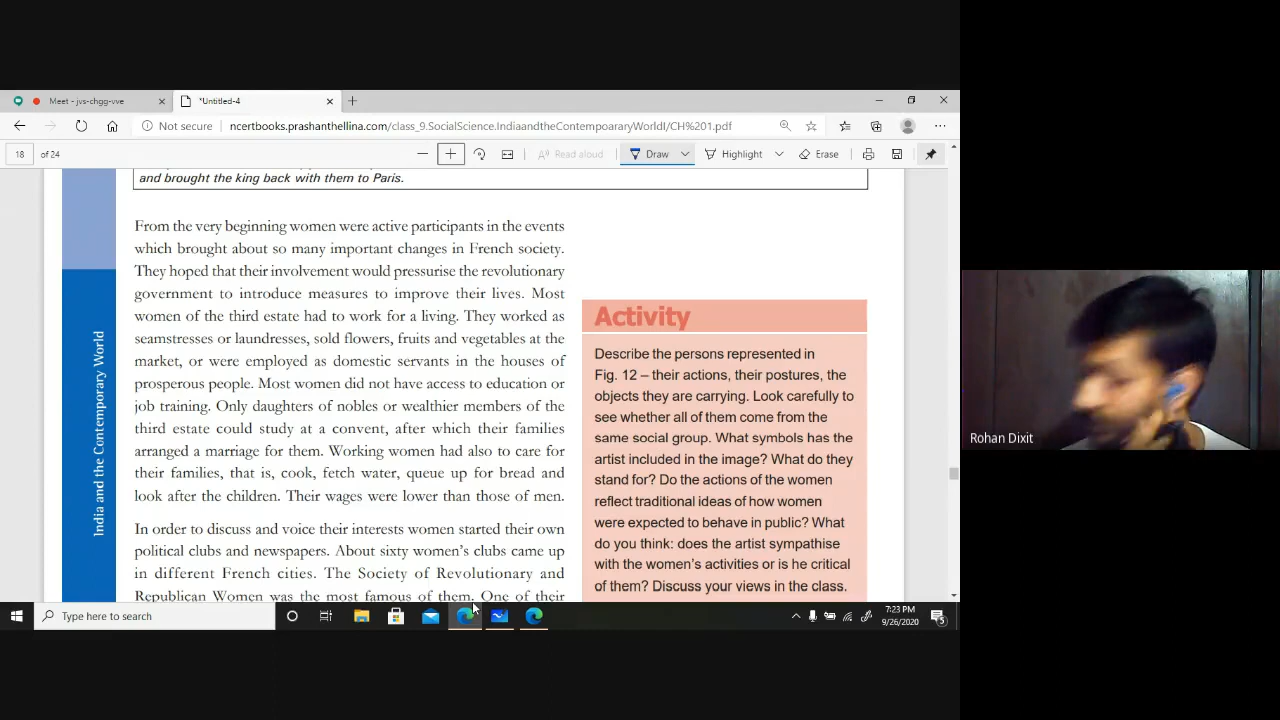 Meet - jvs-chgg-vve
*Untitled-4
Not secure
ncertbooks.prashanthellina.com/class_9.SocialScience.IndiaandtheContempoararyWorldI/CH%201.pdf
18 of 24
Read aloud
Draw
Highlight
Erase
and brought the king back with them to Paris.
From the very beginning women were active participants in the events
which brought about so many important changes in French society.
They hoped that their involvement would pressurise the revolutionary
government to introduce measures to improve their lives. Most
women of the third estate had to work for a living. They worked as
seamstresses or laundresses, sold flowers, fruits and vegetables at the
market, or were employed as domestic servants in the houses of
prosperous people. Most women did not have access to education or
job training. Only daughters of nobles or wealthier members of the
third estate could study at a convent, after which their families
arranged a marriage for them. Working women had also to care for
their families, that is, cook, fetch water, queue up for bread and
look after the children. Their wages were lower than those of men.
In order to discuss and voice their interests women started their own
political clubs and newspapers. About sixty women's clubs came up
in different French cities. The Society of Revolutionary and
Republican Women was the most famous of them. One of their
India and the Contemporary World
Activity
Describe the persons represented in
Fig. 12 – their actions, their postures, the
objects they are carrying. Look carefully to
see whether all of them come from the
same social group. What symbols has the
artist included in the image? What do they
stand for? Do the actions of the women
reflect traditional ideas of how women
were expected to behave in public? What
do you think: does the artist sympathise
with the women's activities or is he critical
of them? Discuss your views in the class.
Rohan Dixit
Type here to search
7:23 PM
9/26/2020
5